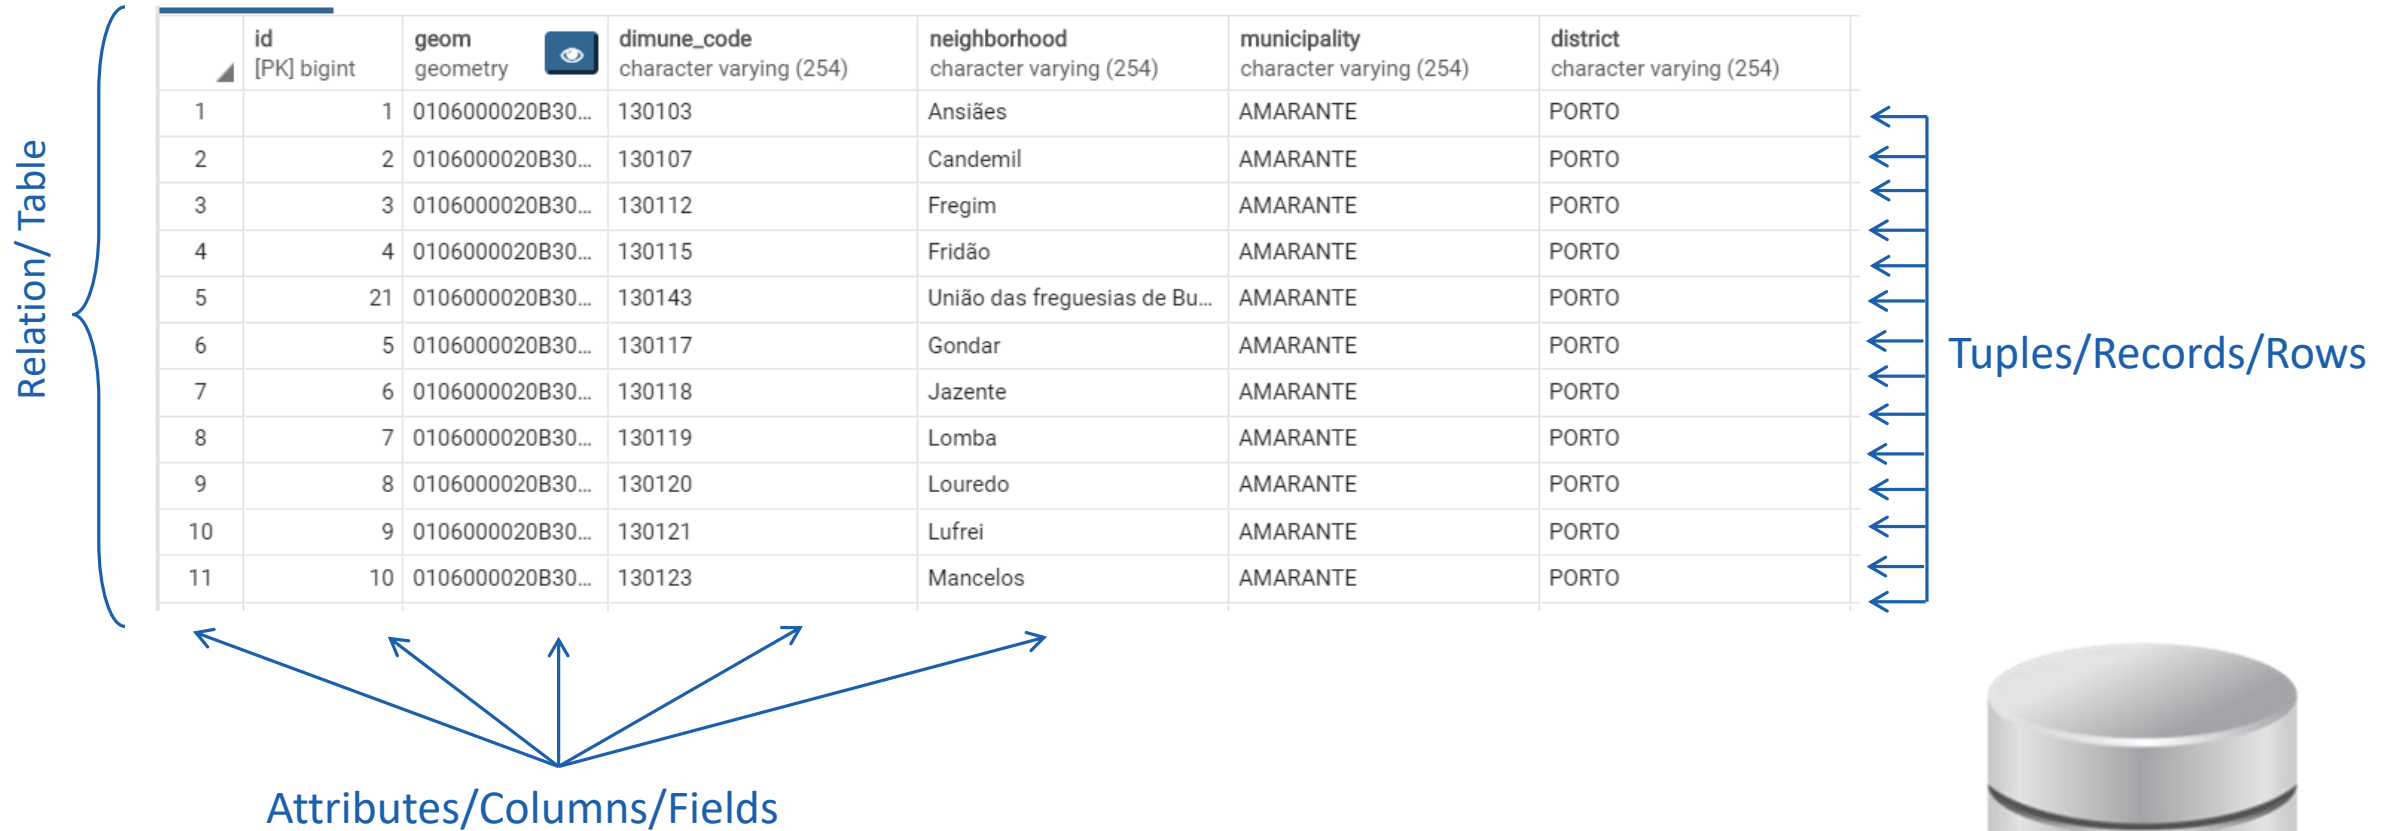 id geom dimune_code neighborhood municipality district
[PK] bigint geometry character varying (254) character varying (254) character varying (254) character varying (254)
1 1 0106000020B30... 130103 Ansiães AMARANTE PORTO
2 2 0106000020B30... 130107 Candemil AMARANTE PORTO
3 3 0106000020B30... 130112 Fregim AMARANTE PORTO
4 4 0106000020B30... 130115 Fridão AMARANTE PORTO
5 21 0106000020B30... 130143 União das freguesias de Bu... AMARANTE PORTO
6 5 0106000020B30... 130117 Gondar AMARANTE PORTO
7 6 0106000020B30... 130118 Jazente AMARANTE PORTO
8 7 0106000020B30... 130119 Lomba AMARANTE PORTO
9 8 0106000020B30... 130120 Louredo AMARANTE PORTO
10 9 0106000020B30... 130121 Lufrei AMARANTE PORTO
11 10 0106000020B30... 130123 Mancelos AMARANTE PORTO
Relation/ Table
Tuples/Records/Rows
Attributes/Columns/Fields